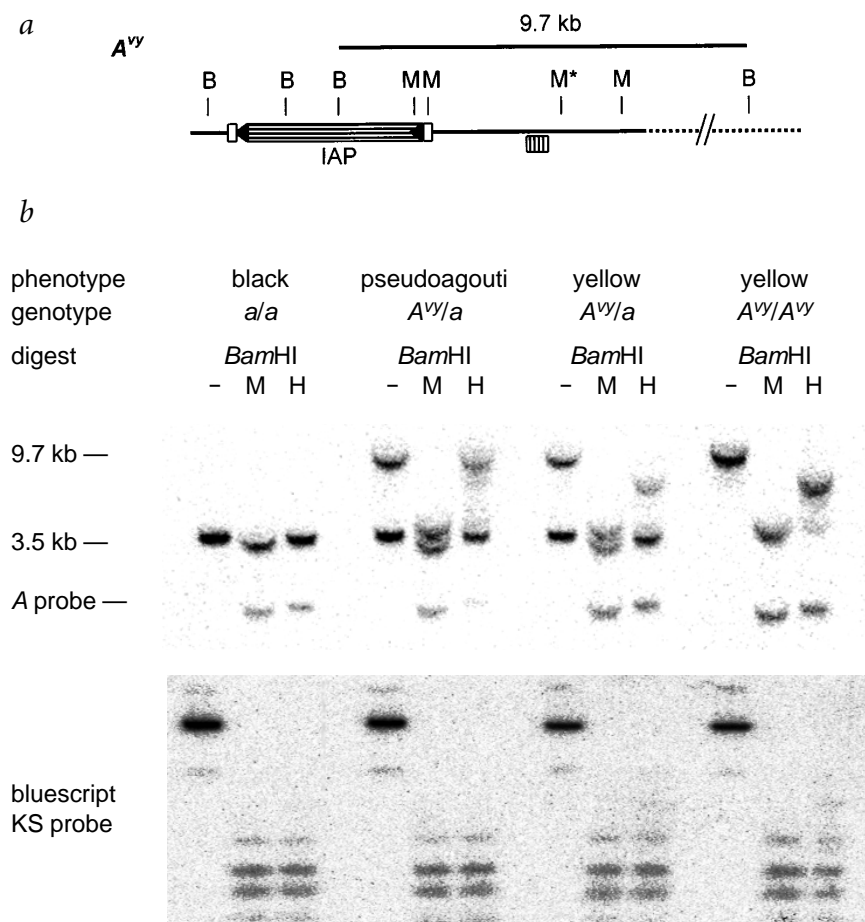 a
A^vy
9.7 kb
B B B M M M* M B
IAP
b
phenotype black pseudoagouti yellow yellow
genotype a/a A^vy/a A^vy/a A^vy/A^vy
digest BamHI BamHI BamHI BamHI
– M H – M H – M H – M H
9.7 kb —
3.5 kb —
A probe —
bluescript
KS probe